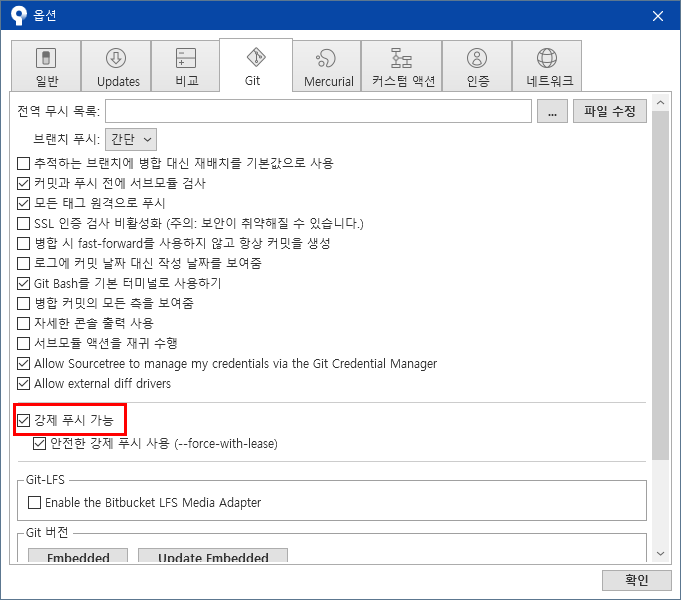 옵션
일반 Updates 비교 Git Mercurial 커스텀 액션 인증 네트워크
전역 무시 목록: ... 파일 수정
브랜치 푸시: 간단
추적하는 브랜치에 병합 대신 재배치를 기본값으로 사용
커밋과 푸시 전에 서브모듈 검사
모든 태그 원격으로 푸시
SSL 인증 검사 비활성화 (주의: 보안이 취약해질 수 있습니다.)
병합 시 fast-forward를 사용하지 않고 항상 커밋을 생성
로그에 커밋 날짜 대신 작성 날짜를 보여줌
Git Bash를 기본 터미널로 사용하기
병합 커밋의 모든 측을 보여줌
자세한 콘솔 출력 사용
서브모듈 액션을 재귀 수행
Allow Sourcetree to manage my credentials via the Git Credential Manager
Allow external diff drivers
강제 푸시 가능
안전한 강제 푸시 사용 (--force-with-lease)
Git-LFS
Enable the Bitbucket LFS Media Adapter
Git 버전
Embedded Update Embedded
확인